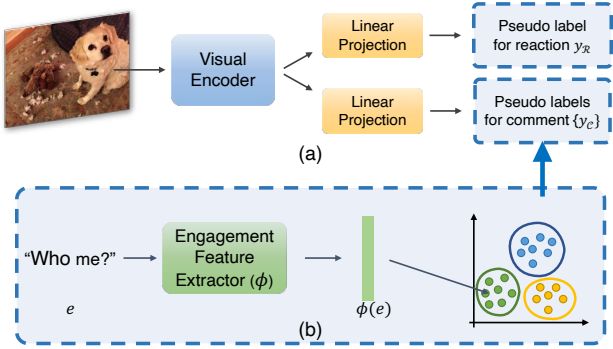 Visual
Encoder
Linear
Projection
Pseudo label
for reaction y_R
Linear
Projection
Pseudo labels
for comment {y_C}
(a)
“Who me?”
e
Engagement
Feature
Extractor (ϕ)
ϕ(e)
(b)